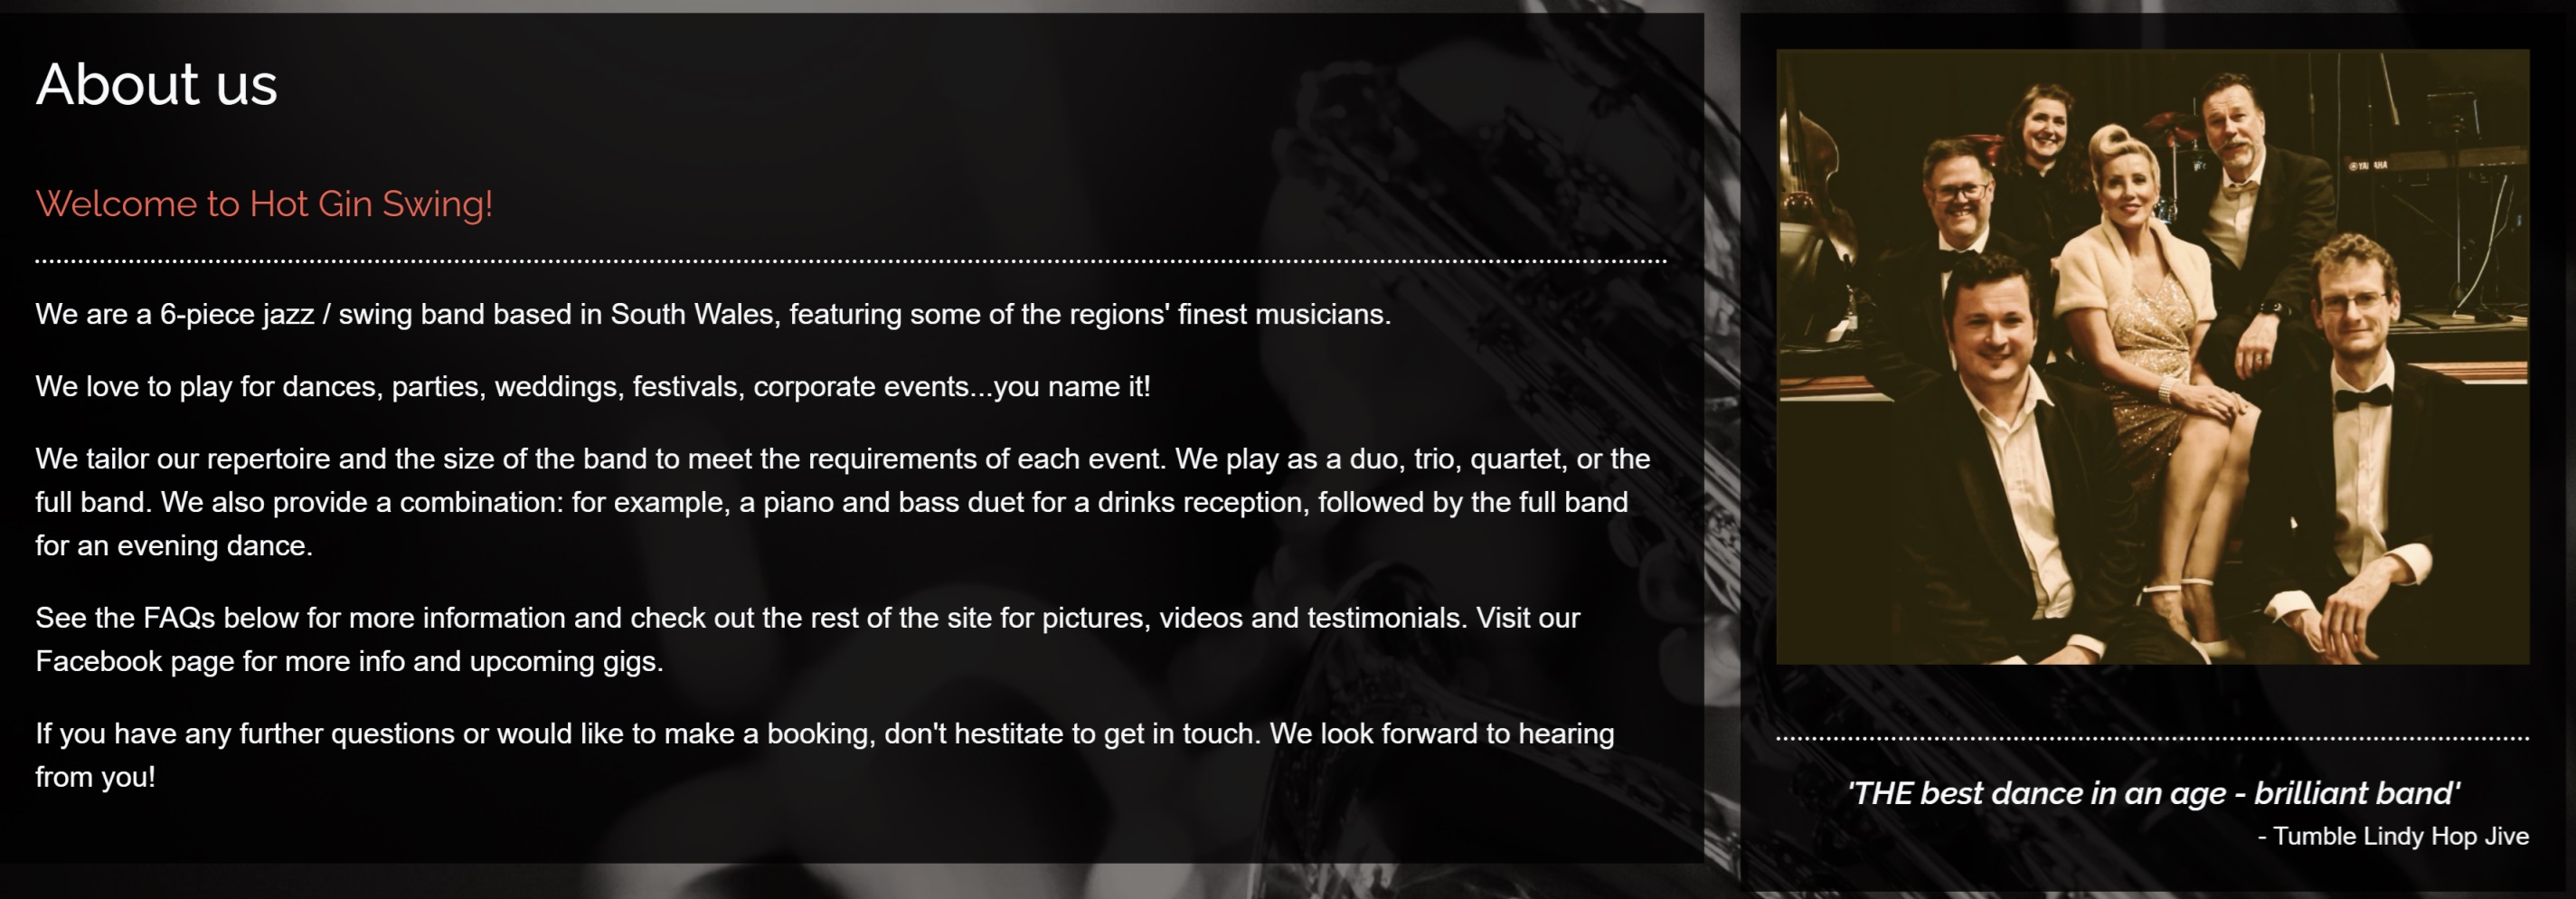 About us
Welcome to Hot Gin Swing!
We are a 6-piece jazz / swing band based in South Wales, featuring some of the regions' finest musicians.
We love to play for dances, parties, weddings, festivals, corporate events...you name it!
We tailor our repertoire and the size of the band to meet the requirements of each event. We play as a duo, trio, quartet, or the
full band. We also provide a combination: for example, a piano and bass duet for a drinks reception, followed by the full band
for an evening dance.
See the FAQs below for more information and check out the rest of the site for pictures, videos and testimonials. Visit our
Facebook page for more info and upcoming gigs.
If you have any further questions or would like to make a booking, don't hestitate to get in touch. We look forward to hearing
from you!
YAMAHA
'THE best dance in an age - brilliant band'
- Tumble Lindy Hop Jive